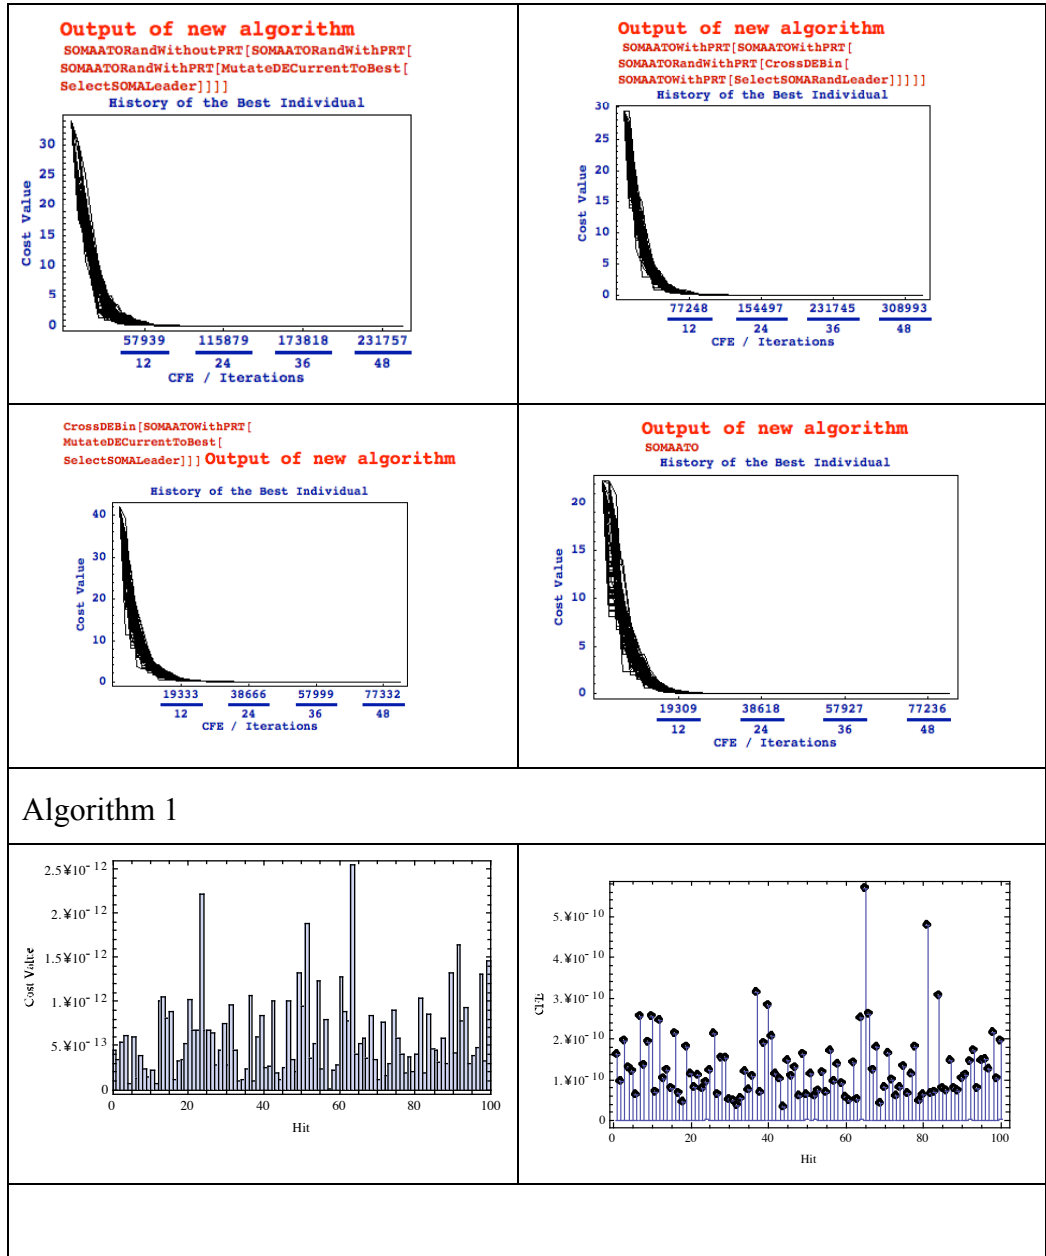 Output of new algorithm
SOMAATORandWithoutPRT[SOMAATORandWithPRT[
SOMAATORandWithPRT[MutateDECurrentToBest[
SelectSOMALeader]]]]
History of the Best Individual
30
25
20
15
10
5
0
Cost Value
57939 115879 173818 231757
12 24 36 48
CFE / Iterations
Output of new algorithm
SOMAATOWithPRT[SOMAATOWithPRT[
SOMAATORandWithPRT[CrossDEBin[
SOMAATOWithPRT[SelectSOMARandLeader]]]]]
History of the Best Individual
30
25
20
15
10
5
0
Cost Value
77248 154497 231745 308993
12 24 36 48
CFE / Iterations
CrossDEBin[SOMAATOWithPRT[
MutateDECurrentToBest[
SelectSOMALeader]]] Output of new algorithm
History of the Best Individual
40
30
20
10
0
Cost Value
19333 38666 57999 77332
12 24 36 48
CFE / Iterations
Output of new algorithm
SOMAATO
History of the Best Individual
20
15
10
5
0
Cost Value
19309 38618 57927 77236
12 24 36 48
CFE / Iterations
Algorithm 1
2.5¥10- 12
2.¥10- 12
1.5¥10- 12
1.¥10- 12
5.¥10- 13
0
Cost Value
0 20 40 60 80 100
Hit
5.¥10- 10
4.¥10- 10
3.¥10- 10
2.¥10- 10
1.¥10- 10
0
CFE
0 20 40 60 80 100
Hit